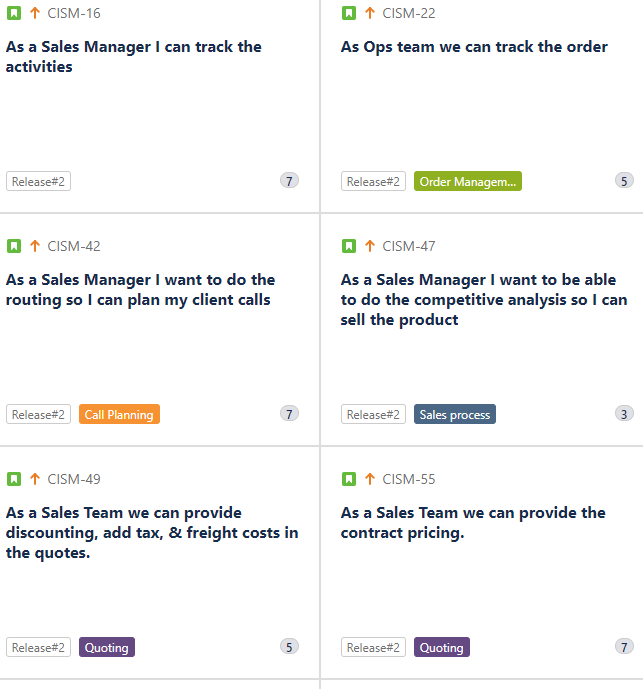 CISM-16
As a Sales Manager I can track the
activities
Release#2
7
CISM-22
As Ops team we can track the order
Release#2
Order Managem...
5
CISM-42
As a Sales Manager I want to do the
routing so I can plan my client calls
Release#2
Call Planning
7
CISM-47
As a Sales Manager I want to be able
to do the competitive analysis so I can
sell the product
Release#2
Sales process
3
CISM-49
As a Sales Team we can provide
discounting, add tax, & freight costs in
the quotes.
Release#2
Quoting
5
CISM-55
As a Sales Team we can provide the
contract pricing.
Release#2
Quoting
7